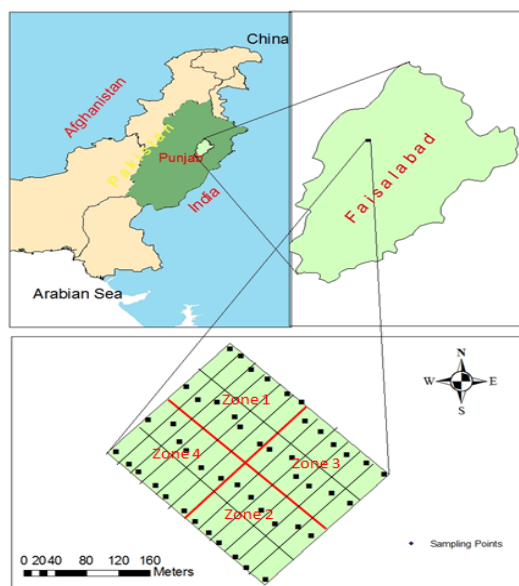 China
Afghanistan
Pakistan
Punjab
India
Arabian Sea
Faisalabad
N
W E
S
Zone 1
Zone 4
Zone 3
Zone 2
Sampling Points
0 20 40 80 120 160
Meters